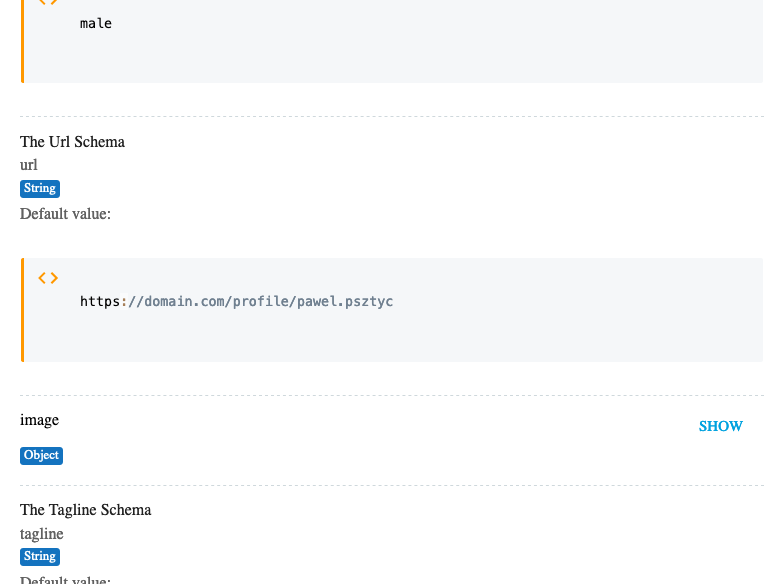 male
The Url Schema
url
String
Default value:
https://domain.com/profile/pawel.psztyc
image
SHOW
Object
The Tagline Schema
tagline
String
Default value: